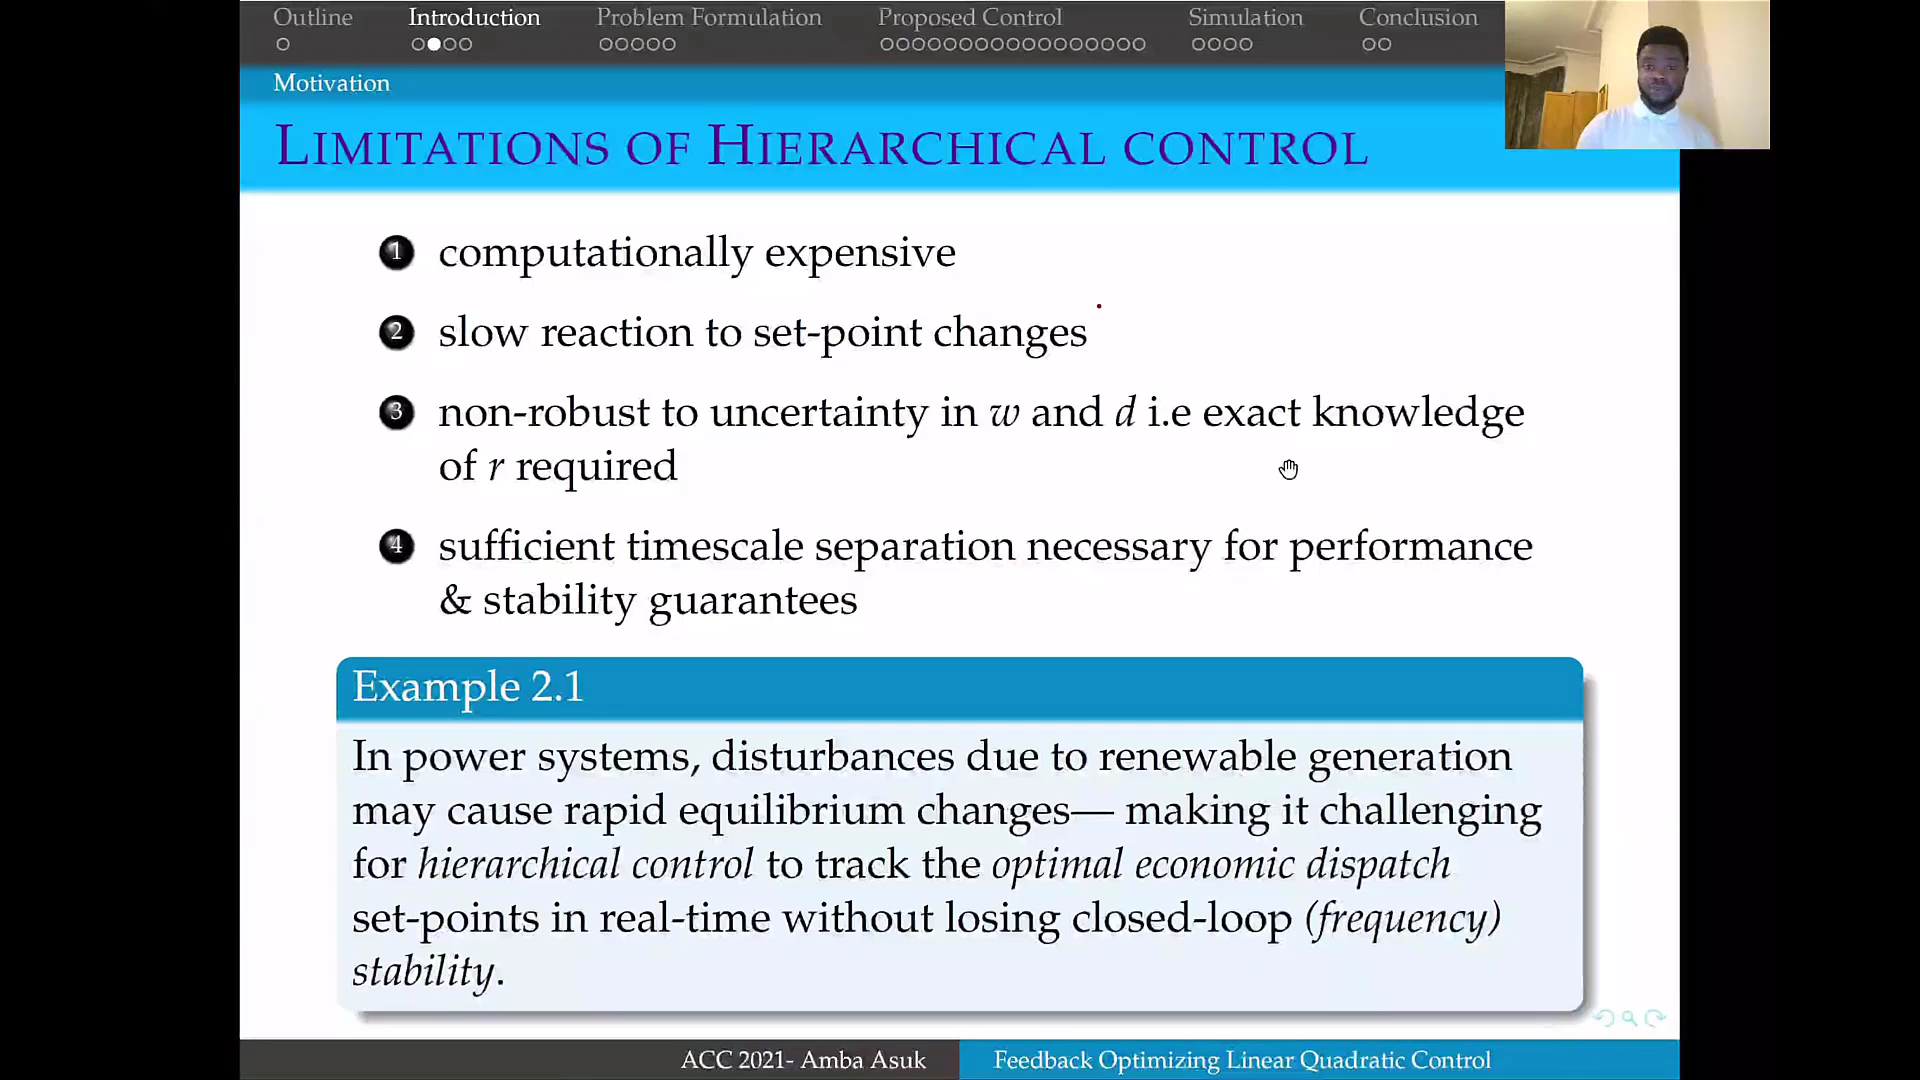 Outline Introduction Problem Formulation Proposed Control Simulation Conclusion
Motivation
LIMITATIONS OF HIERARCHICAL CONTROL
1 computationally expensive
2 slow reaction to set-point changes
3 non-robust to uncertainty in w and d i.e exact knowledge
of r required
4 sufficient timescale separation necessary for performance
& stability guarantees
Example 2.1
In power systems, disturbances due to renewable generation
may cause rapid equilibrium changes— making it challenging
for hierarchical control to track the optimal economic dispatch
set-points in real-time without losing closed-loop (frequency)
stability.
ACC 2021- Amba Asuk Feedback Optimizing Linear Quadratic Control